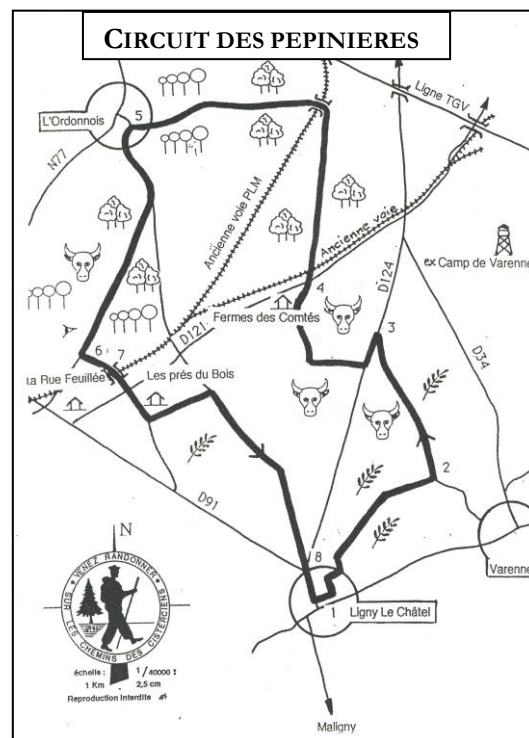 CIRCUIT DES PEPINIERES
Ligne TGV
L'Ordonnois
5
N77
Ancienne voie PLM
Ancienne voie
ex Camp de Varenne
4
D124
Fermes des Comtés
3
D121
D34
6
7
La Rue Feuillée
Les prés du Bois
2
D91
Varenne
8
1
Ligny Le Châtel
Maligny
N
VENEZ RANDONNER
SUR LES CHEMINS DES CISTERCIENS
échelle : 1/40000
1 Km 2,5 cm
Reproduction Interdite